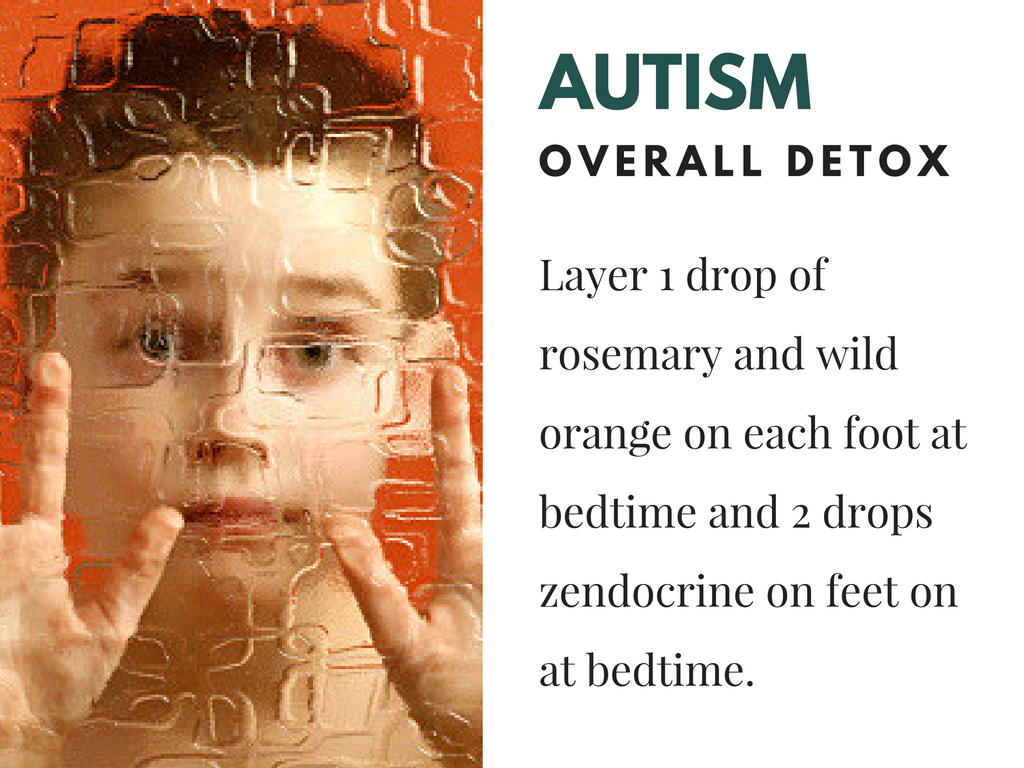 AUTISM
OVERALL DETOX
Layer 1 drop of
rosemary and wild
orange on each foot at
bedtime and 2 drops
zendocrine on feet on
at bedtime.